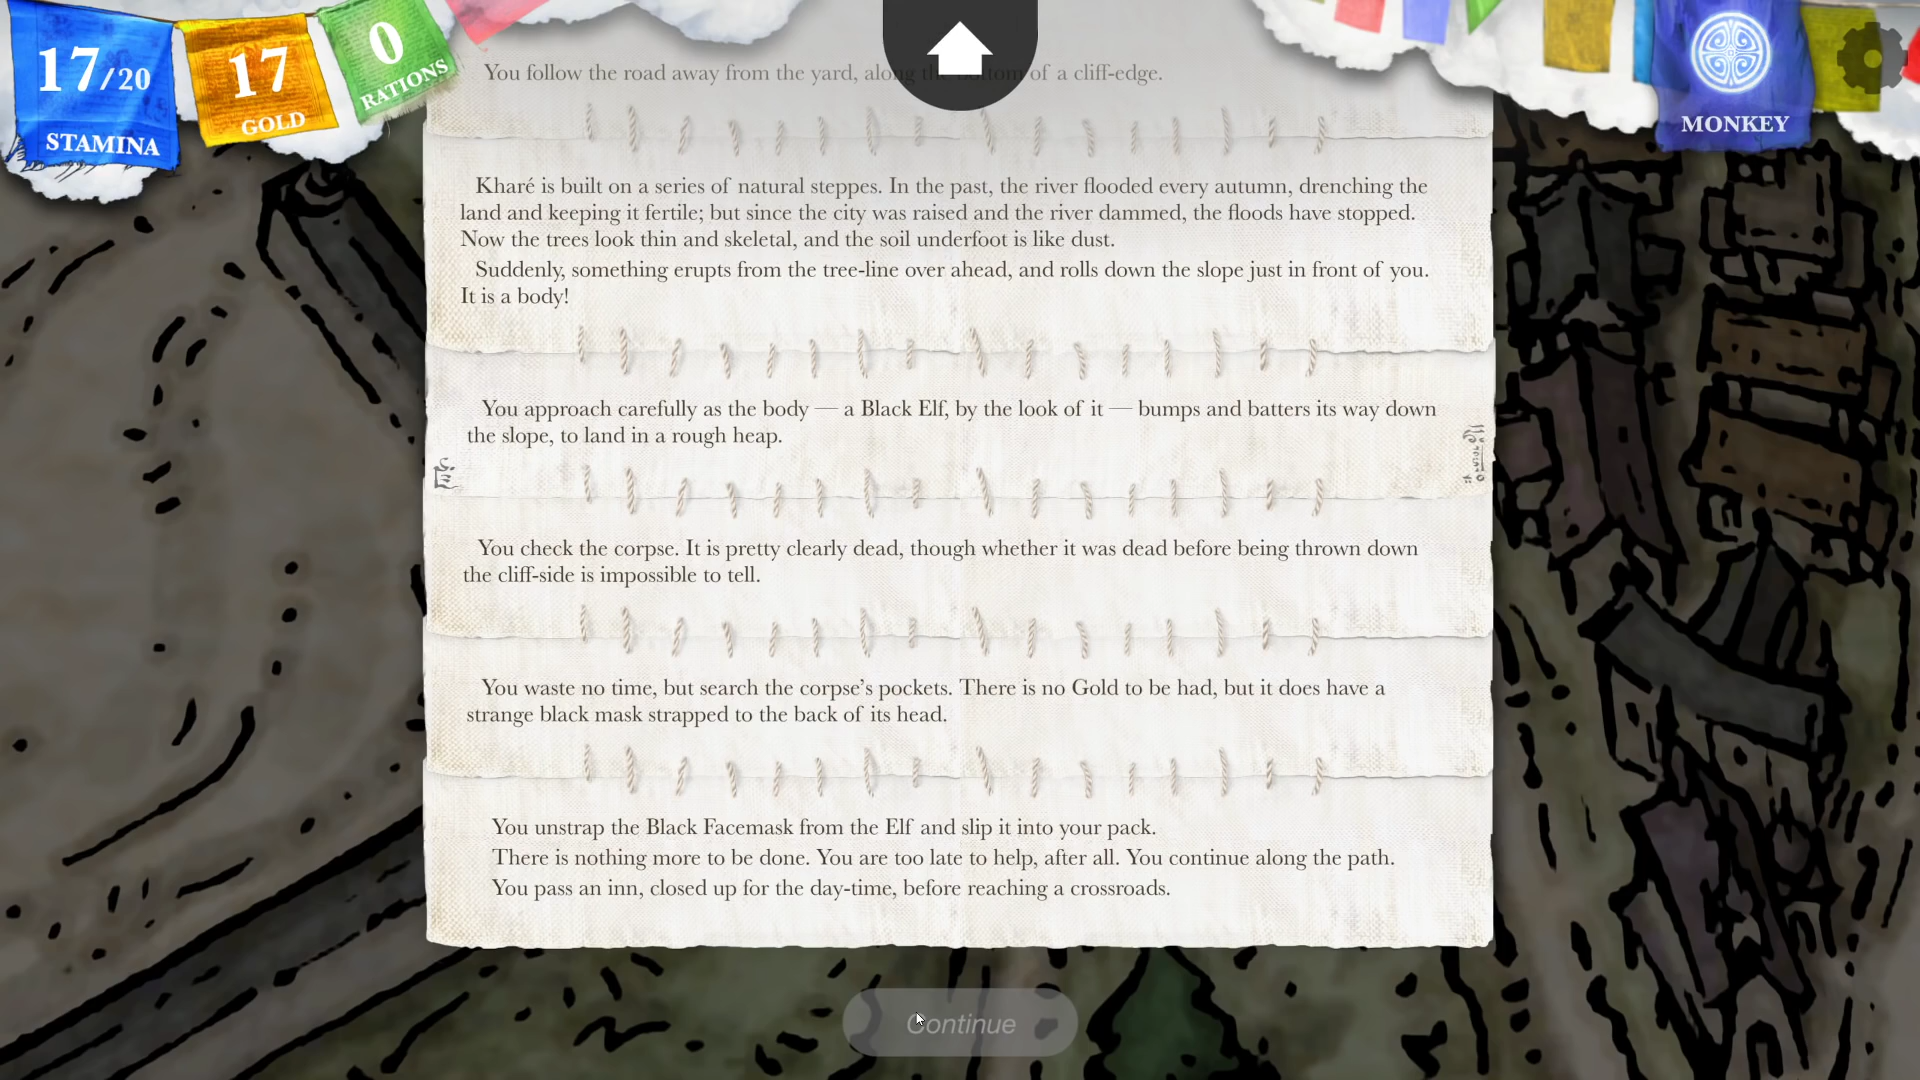 17/20
STAMINA
17
GOLD
0
RATIONS
MONKEY
You follow the road away from the yard, along the bottom of a cliff-edge.
Kharé is built on a series of natural steppes. In the past, the river flooded every autumn, drenching the
land and keeping it fertile; but since the city was raised and the river dammed, the floods have stopped.
Now the trees look thin and skeletal, and the soil underfoot is like dust.
Suddenly, something erupts from the tree-line over ahead, and rolls down the slope just in front of you.
It is a body!
You approach carefully as the body — a Black Elf, by the look of it — bumps and batters its way down
the slope, to land in a rough heap.
You check the corpse. It is pretty clearly dead, though whether it was dead before being thrown down
the cliff-side is impossible to tell.
You waste no time, but search the corpse's pockets. There is no Gold to be had, but it does have a
strange black mask strapped to the back of its head.
You unstrap the Black Facemask from the Elf and slip it into your pack.
There is nothing more to be done. You are too late to help, after all. You continue along the path.
You pass an inn, closed up for the day-time, before reaching a crossroads.
Continue